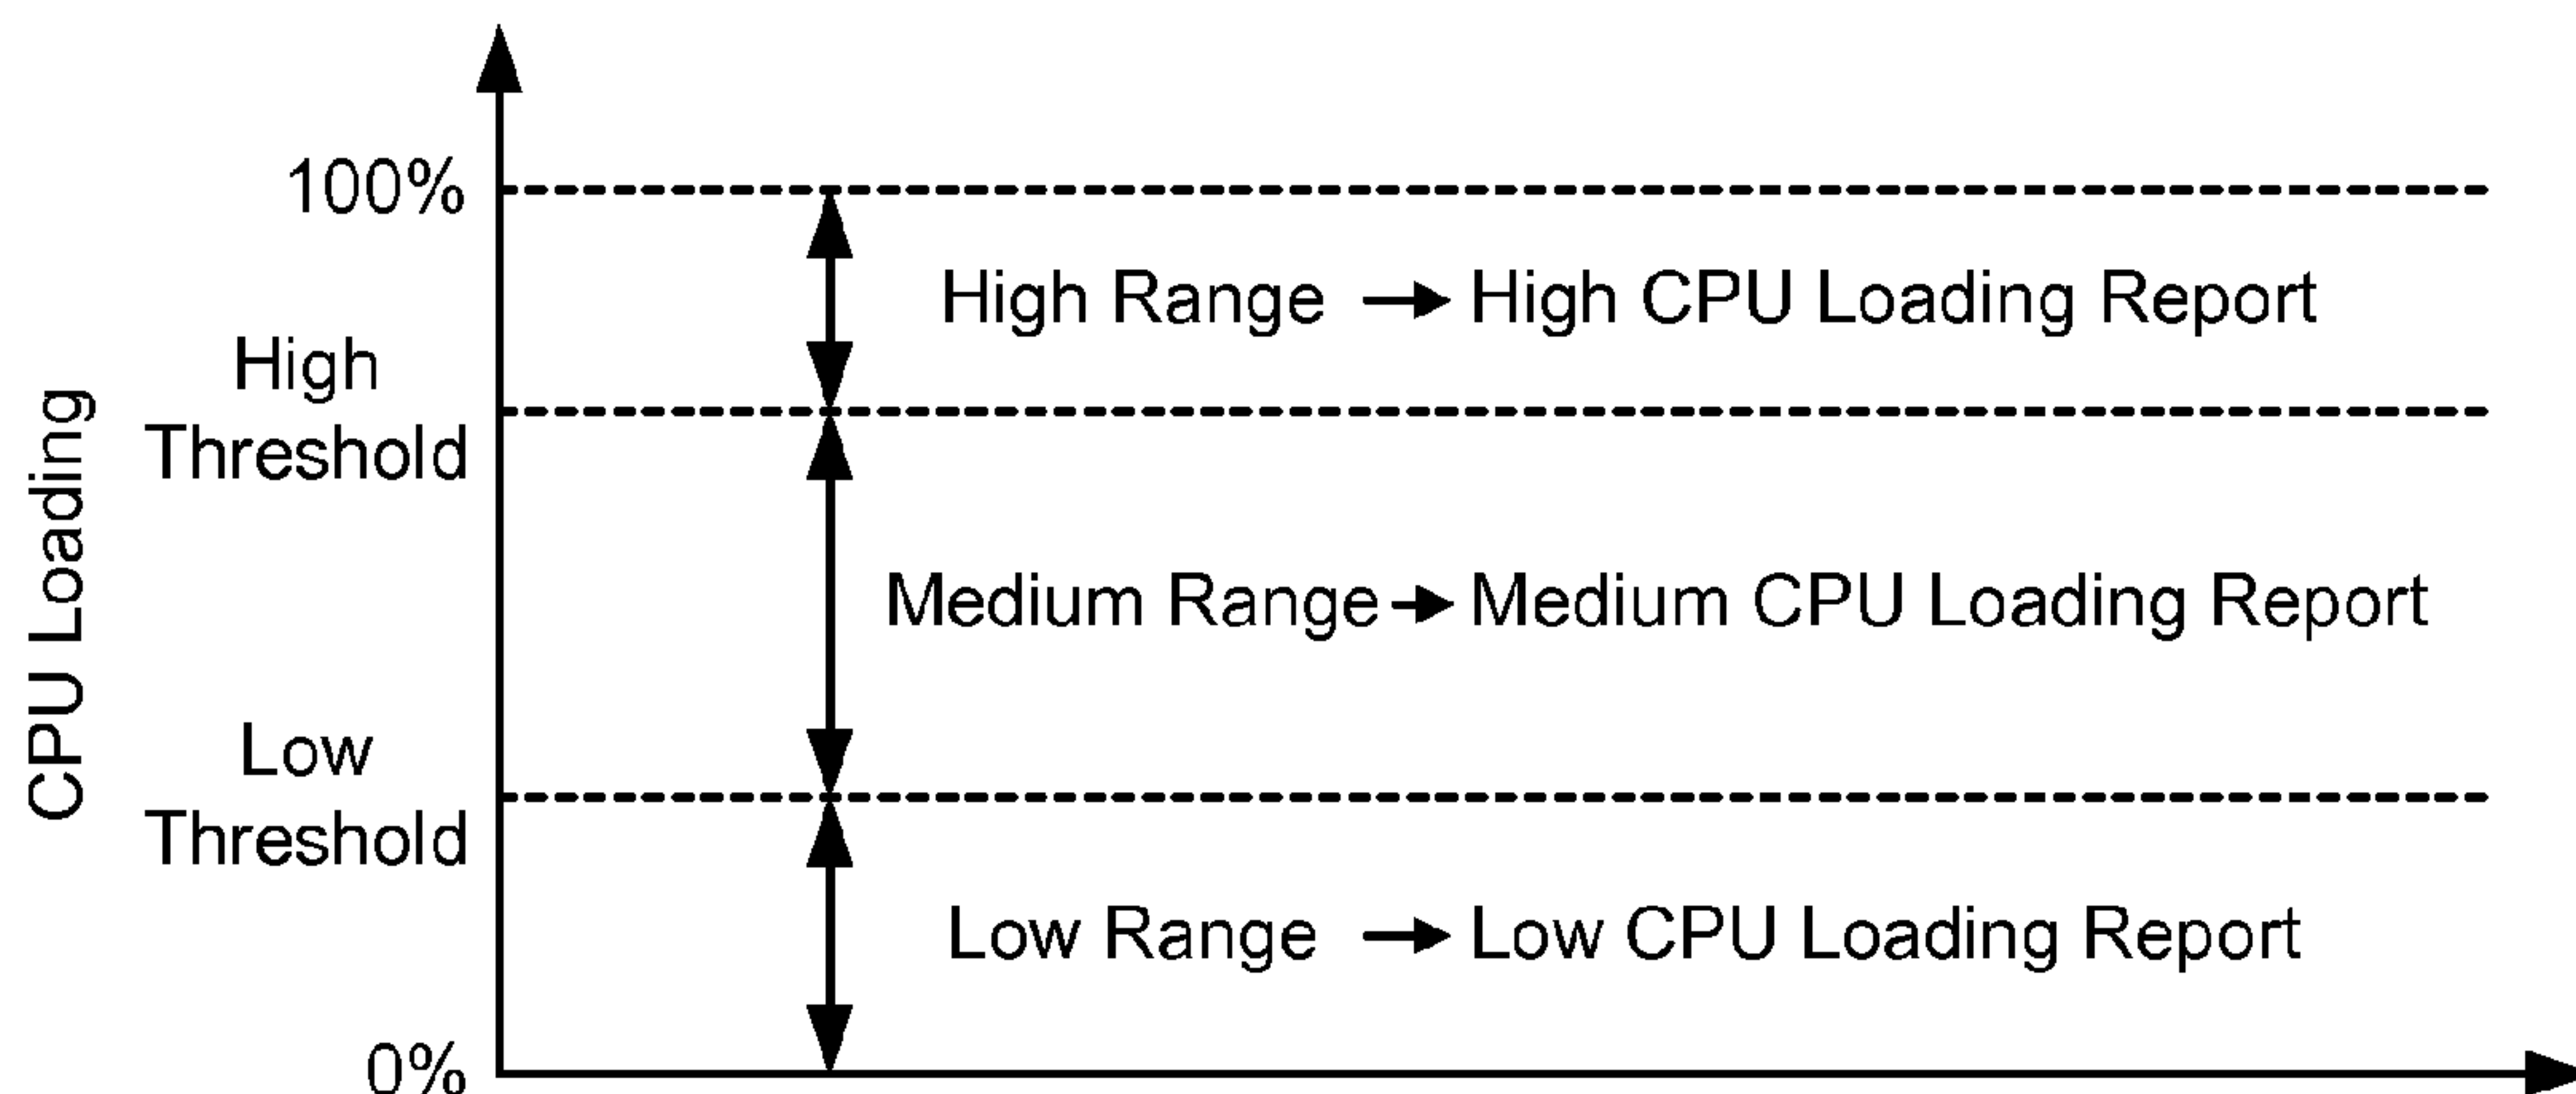 100%
High Range → High CPU Loading Report
High
Threshold
CPU Loading
Medium Range → Medium CPU Loading Report
Low
Threshold
Low Range → Low CPU Loading Report
0%